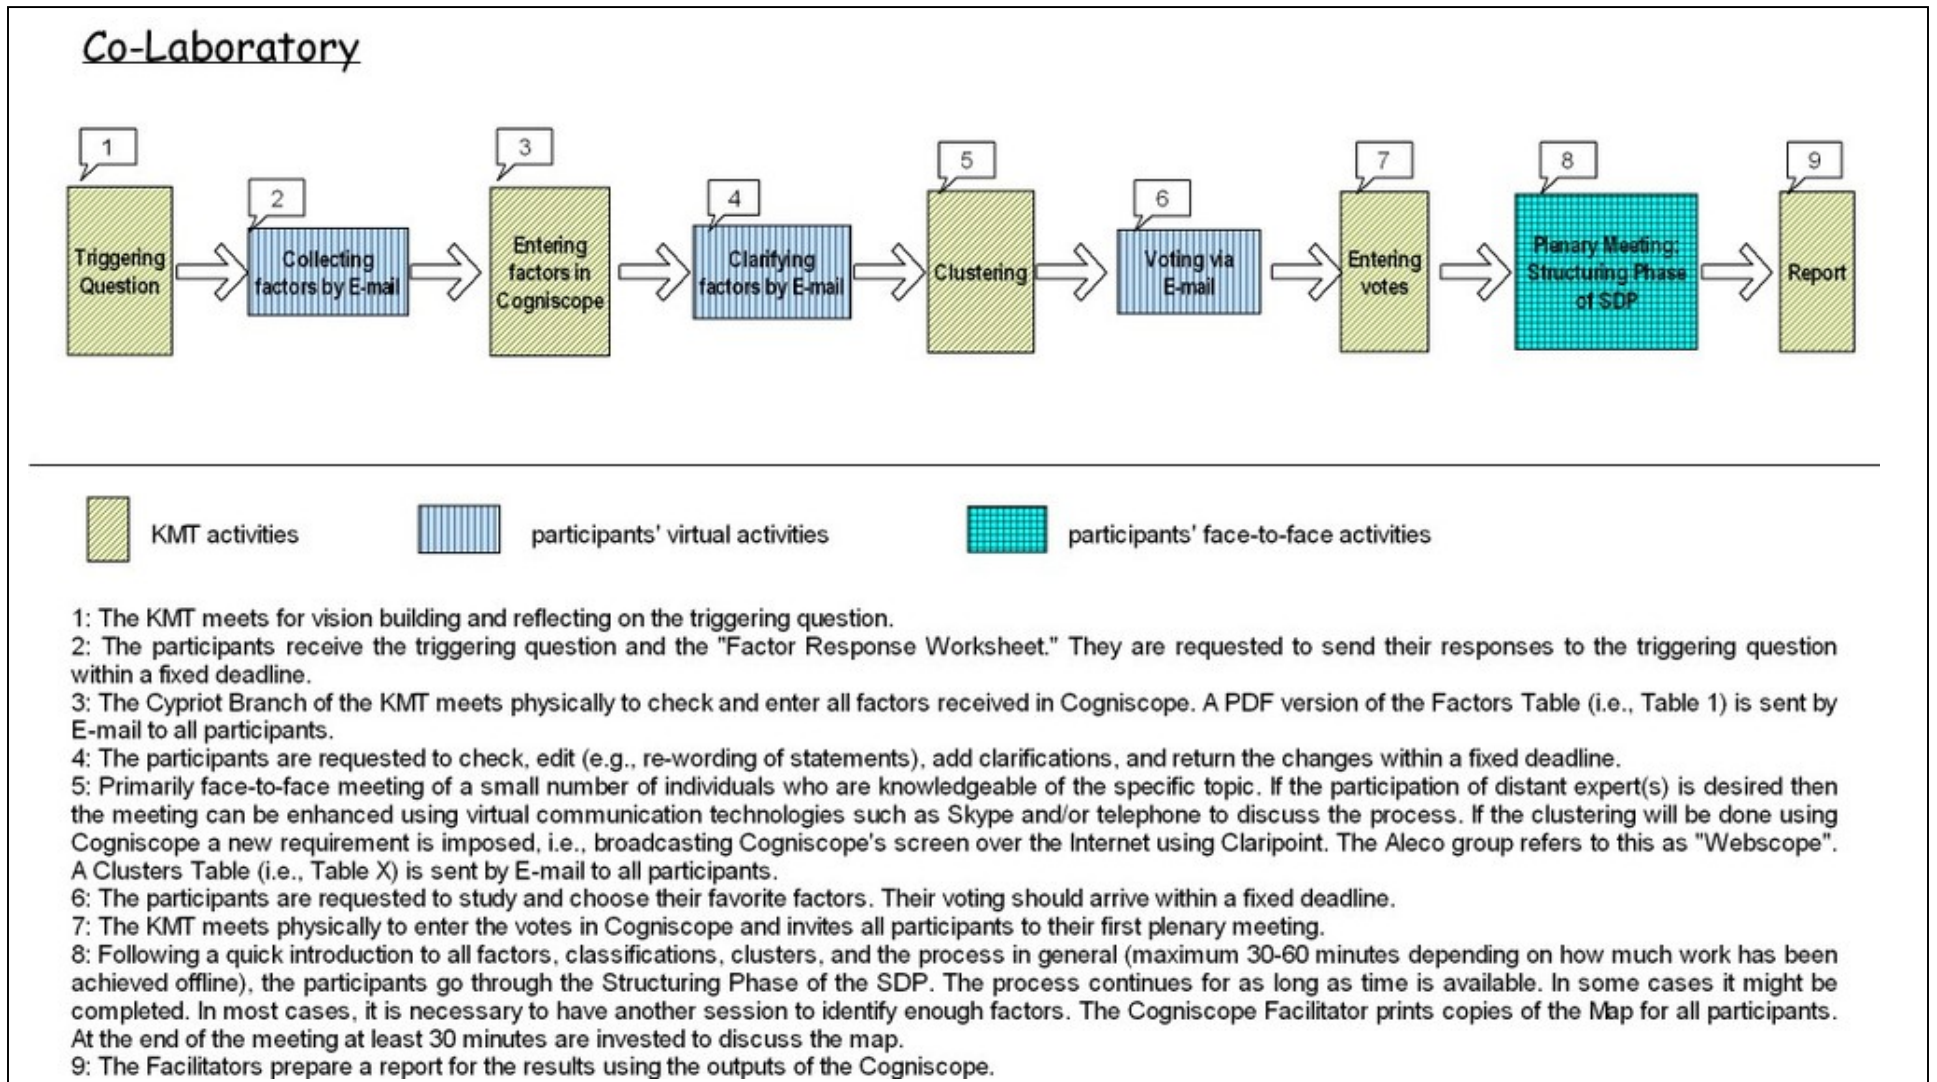 Co-Laboratory
1
2
3
4
5
6
7
8
9
Triggering
Question
Collecting
factors by E-mail
Entering
factors in
Cogniscope
Clarifying
factors by E-mail
Clustering
Voting via
E-mail
Entering
votes
Plenary Meeting;
Structuring Phase
of SDP
Report
KMT activities
participants' virtual activities
participants' face-to-face activities
1: The KMT meets for vision building and reflecting on the triggering question.
2: The participants receive the triggering question and the "Factor Response Worksheet." They are requested to send their responses to the triggering question
within a fixed deadline.
3: The Cypriot Branch of the KMT meets physically to check and enter all factors received in Cogniscope. A PDF version of the Factors Table (i.e., Table 1) is sent by
E-mail to all participants.
4: The participants are requested to check, edit (e.g., re-wording of statements), add clarifications, and return the changes within a fixed deadline.
5: Primarily face-to-face meeting of a small number of individuals who are knowledgeable of the specific topic. If the participation of distant expert(s) is desired then
the meeting can be enhanced using virtual communication technologies such as Skype and/or telephone to discuss the process. If the clustering will be done using
Cogniscope a new requirement is imposed, i.e., broadcasting Cogniscope's screen over the Internet using Claripoint. The Aleco group refers to this as "Webscope".
A Clusters Table (i.e., Table X) is sent by E-mail to all participants.
6: The participants are requested to study and choose their favorite factors. Their voting should arrive within a fixed deadline.
7: The KMT meets physically to enter the votes in Cogniscope and invites all participants to their first plenary meeting.
8: Following a quick introduction to all factors, classifications, clusters, and the process in general (maximum 30-60 minutes depending on how much work has been
achieved offline), the participants go through the Structuring Phase of the SDP. The process continues for as long as time is available. In some cases it might be
completed. In most cases, it is necessary to have another session to identify enough factors. The Cogniscope Facilitator prints copies of the Map for all participants.
At the end of the meeting at least 30 minutes are invested to discuss the map.
9: The Facilitators prepare a report for the results using the outputs of the Cogniscope.